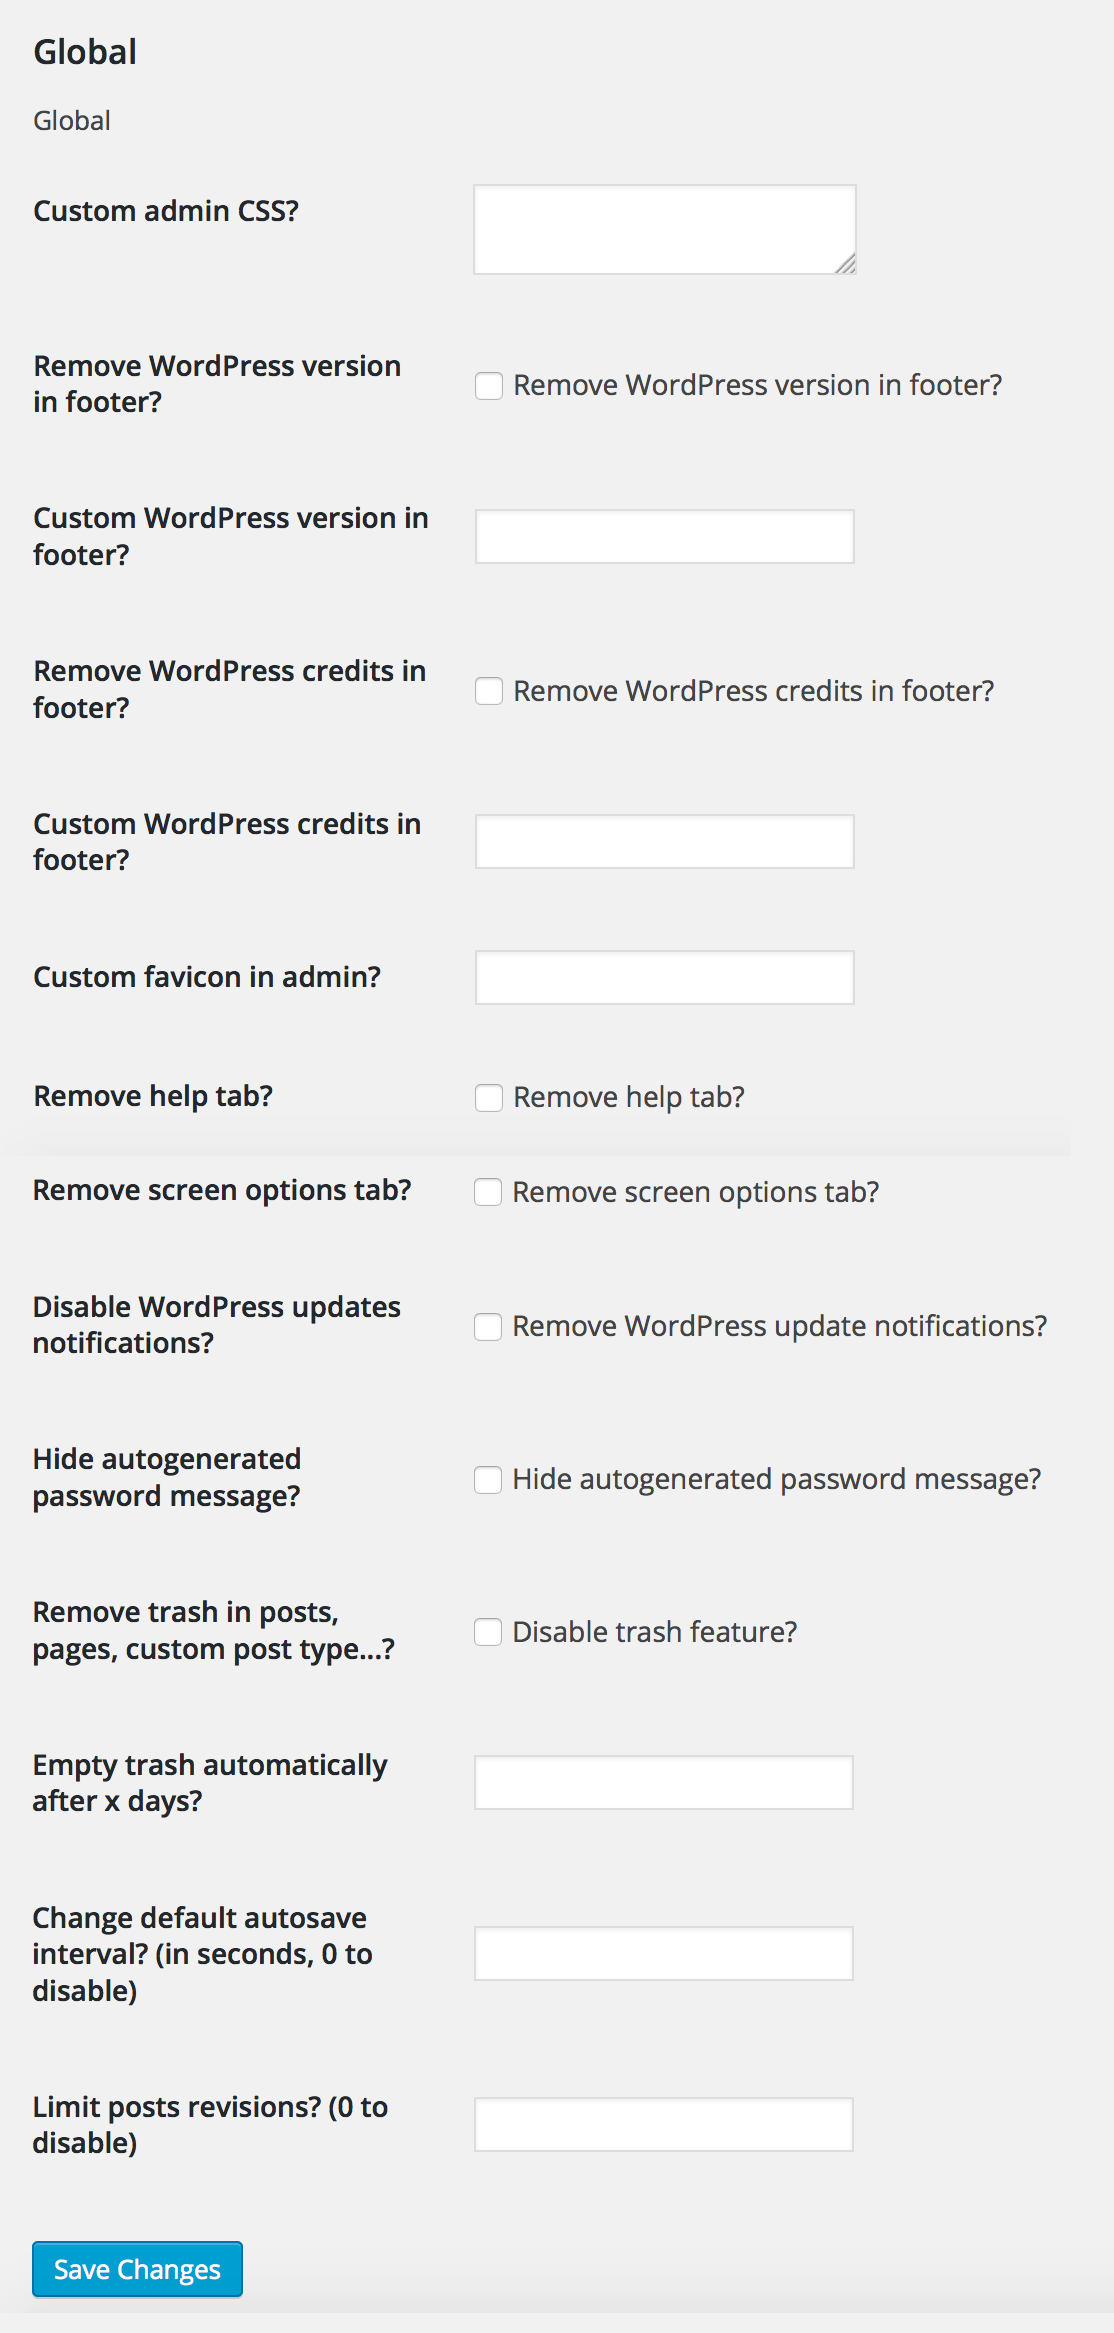 Global
Global
Custom admin CSS?
Remove WordPress version
in footer?
Remove WordPress version in footer?
Custom WordPress version in
footer?
Remove WordPress credits in
footer?
Remove WordPress credits in footer?
Custom WordPress credits in
footer?
Custom favicon in admin?
Remove help tab?
Remove help tab?
Remove screen options tab?
Remove screen options tab?
Disable WordPress updates
notifications?
Remove WordPress update notifications?
Hide autogenerated
password message?
Hide autogenerated password message?
Remove trash in posts,
pages, custom post type...?
Disable trash feature?
Empty trash automatically
after x days?
Change default autosave
interval? (in seconds, 0 to
disable)
Limit posts revisions? (0 to
disable)
Save Changes